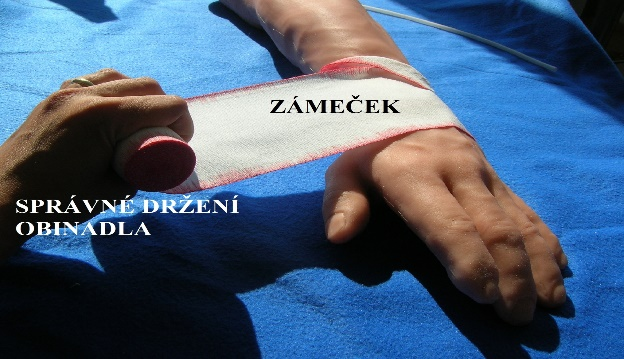 ZÁMEČEK
SPRÁVNÉ DRŽENÍ
OBINADLA